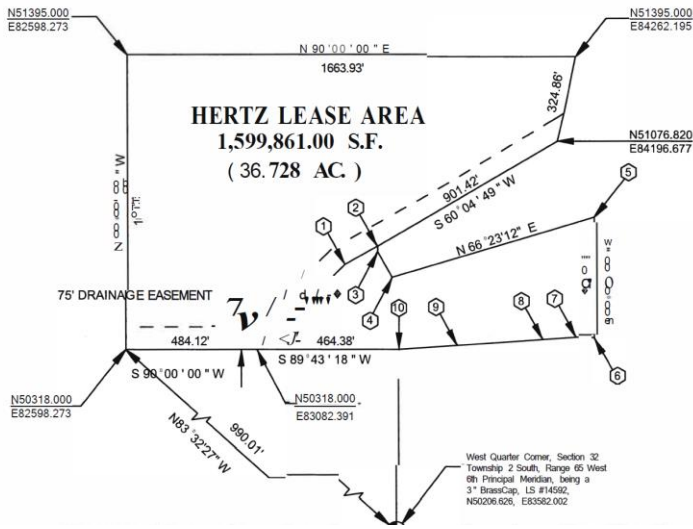 N51395.000
E82598.273
N51395.000
E84262.195
N 90°00'00" E
1663.93'
324.86'
HERTZ LEASE AREA
1,599,861.00 S.F.
( 36.728 AC. )
N51076.820
E84196.677
901.42'
S 60°04'49" W
N 66°23'12" E
1
2
3
4
5
6
7
8
9
10
75' DRAINAGE EASEMENT
484.12'
464.38'
S 89°43'18" W
S 90°00'00" W
N50318.000
E82598.273
N50318.000
E83082.391
990.01'
N83°32'27" W
West Quarter Corner, Section 32
Township 2 South, Range 65 West
6th Principal Meridian, being a
3" BrassCap, LS #14592,
N50206.626, E83582.002